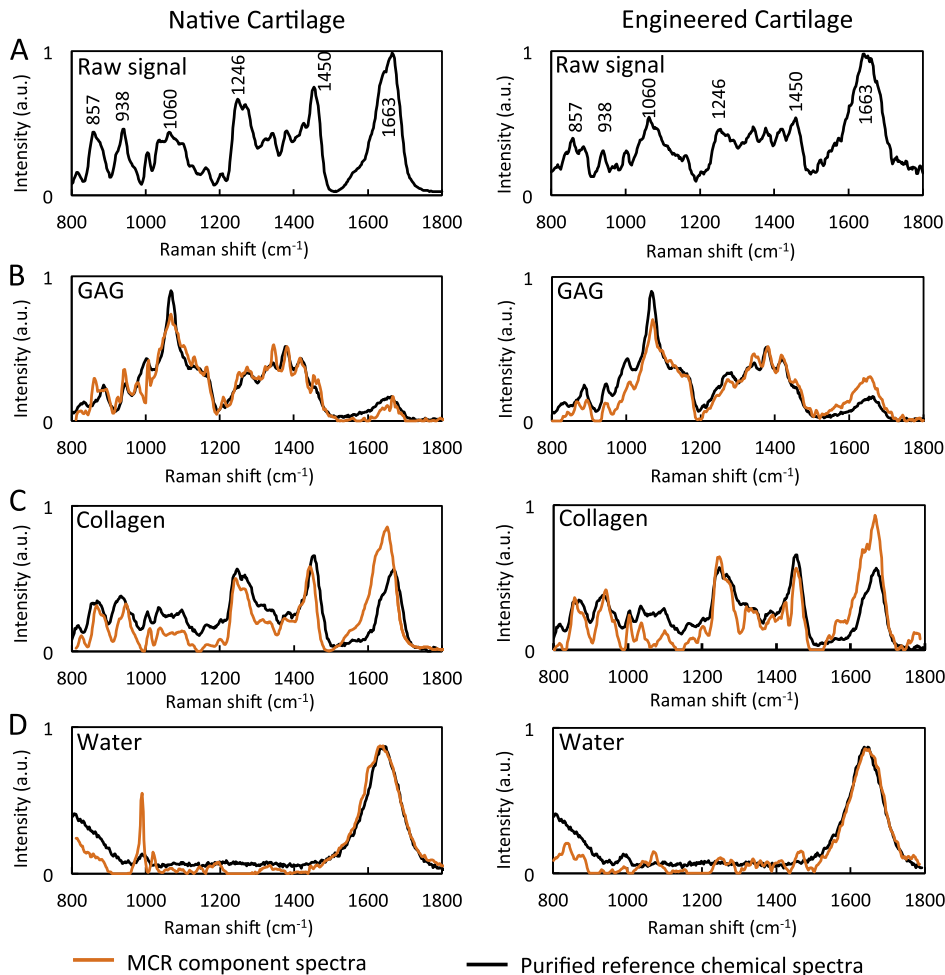 Native Cartilage Engineered Cartilage
A
Raw signal
857
938
1060
1246
1450
1663
Intensity (a.u.)
1
0
800 1000 1200 1400 1600 1800
Raman shift (cm-1)
Raw signal
857
938
1060
1246
1450
1663
Intensity (a.u.)
1
0
800 1000 1200 1400 1600 1800
Raman shift (cm-1)
B
GAG
Intensity (a.u.)
1
0
800 1000 1200 1400 1600 1800
Raman shift (cm-1)
GAG
Intensity (a.u.)
1
0
800 1000 1200 1400 1600 1800
Raman shift (cm-1)
C
Collagen
Intensity (a.u.)
1
0
800 1000 1200 1400 1600 1800
Raman shift (cm-1)
Collagen
Intensity (a.u.)
1
0
800 1000 1200 1400 1600 1800
Raman shift (cm-1)
D
Water
Intensity (a.u.)
1
0
800 1000 1200 1400 1600 1800
Raman shift (cm-1)
Water
Intensity (a.u.)
1
0
800 1000 1200 1400 1600 1800
Raman shift (cm-1)
MCR component spectra
Purified reference chemical spectra